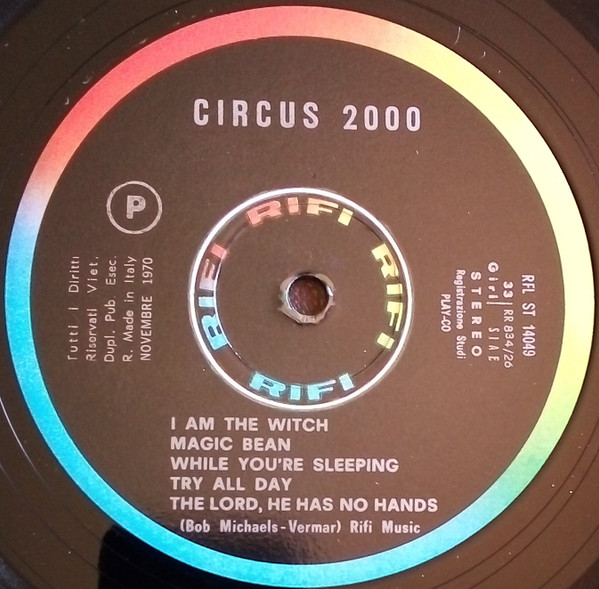 CIRCUS 2000
P
Tutti i Diritti
Riservati Viet.
Dupl. Pub. Esec.
R. Made in Italy
NOVEMBRE 1970
RIFI RIFI RIFI RIFI RIFI
RFL ST 14049
33 | RR 834/26
Giri | SIAE
STEREO
Registrazione Studi
PLAY-CO
I AM THE WITCH
MAGIC BEAN
WHILE YOU'RE SLEEPING
TRY ALL DAY
THE LORD, HE HAS NO HANDS
(Bob Michaels-Vermar) Rifi Music